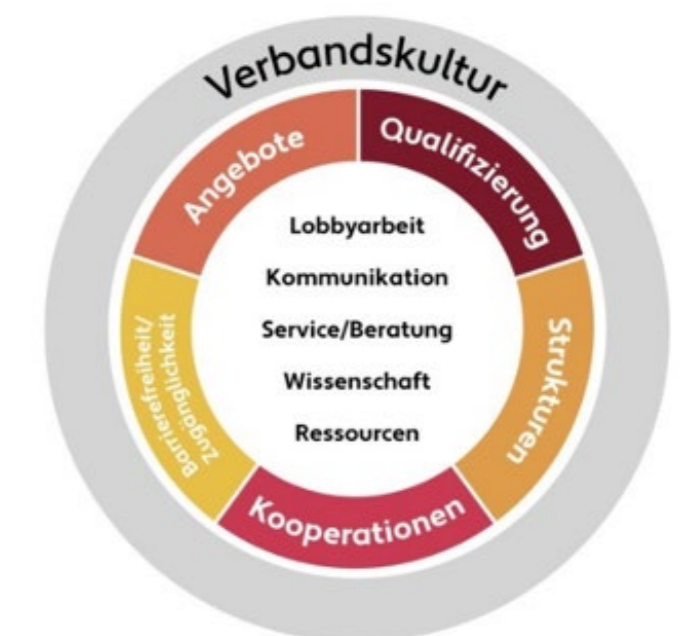 Verbandskultur
Angebote
Qualifizierung
Strukturen
Kooperationen
Barrierefreiheit/
Zugänglichkeit
Lobbyarbeit
Kommunikation
Service/Beratung
Wissenschaft
Ressourcen